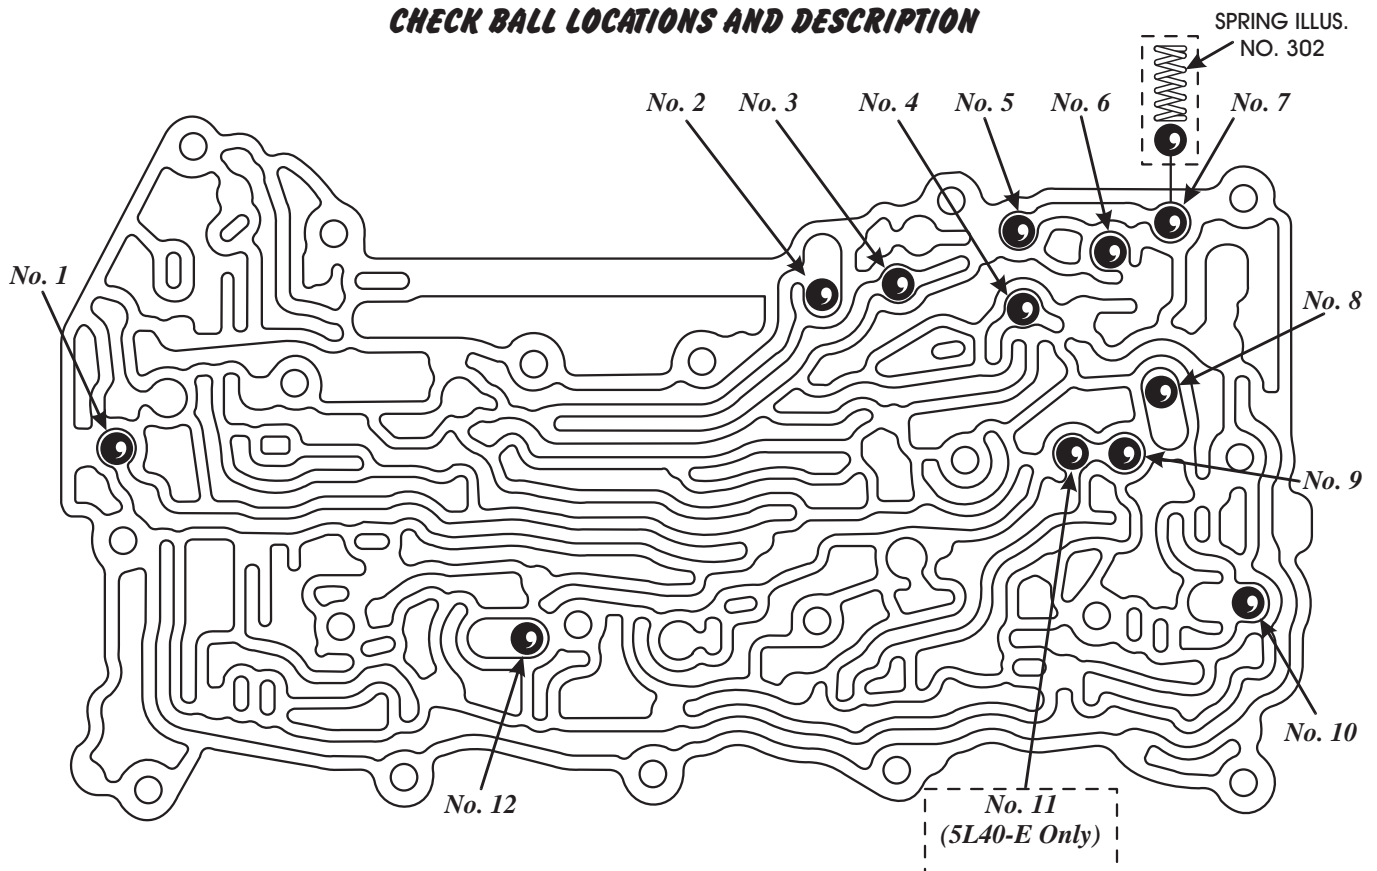 CHECK BALL LOCATIONS AND DESCRIPTION
SPRING ILLUS.
NO. 302
No. 2
No. 3
No. 4
No. 5
No. 6
No. 7
No. 1
No. 8
No. 9
No. 10
No. 12
No. 11
(5L40-E Only)